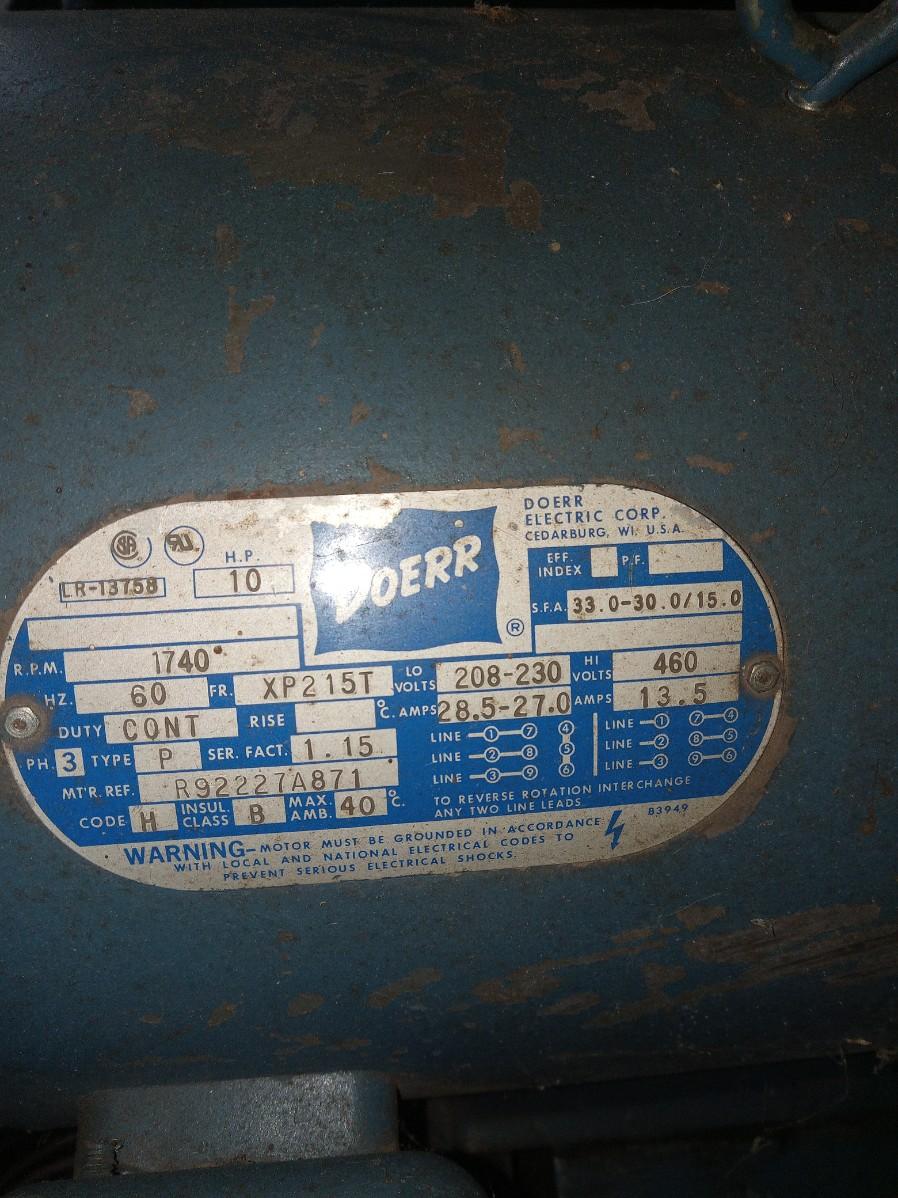 DOERR
ELECTRIC CORP.
CEDARBURG, WI. U.S.A.
H.P.
LR-13758 10
DOERR ®
EFF. INDEX P.F.
S.F.A. 33.0-30.0/15.0
R.P.M. 1740
HZ. 60 FR. XP215T LO VOLTS 208-230 HI VOLTS 460
DUTY CONT RISE °C. AMPS 28.5-27.0 AMPS 13.5
PH. 3 TYPE P SER. FACT. 1.15
LINE 1 7 4 LINE 1 7 4
LINE 2 8 5 LINE 2 8 5
LINE 3 9 6 LINE 3 9 6
MT'R. REF. R92227A871
CODE H INSUL. CLASS B MAX. AMB. 40 °C.
TO REVERSE ROTATION INTERCHANGE
ANY TWO LINE LEADS
B3949
WARNING-MOTOR MUST BE GROUNDED IN ACCORDANCE
WITH LOCAL AND NATIONAL ELECTRICAL CODES TO
PREVENT SERIOUS ELECTRICAL SHOCKS.